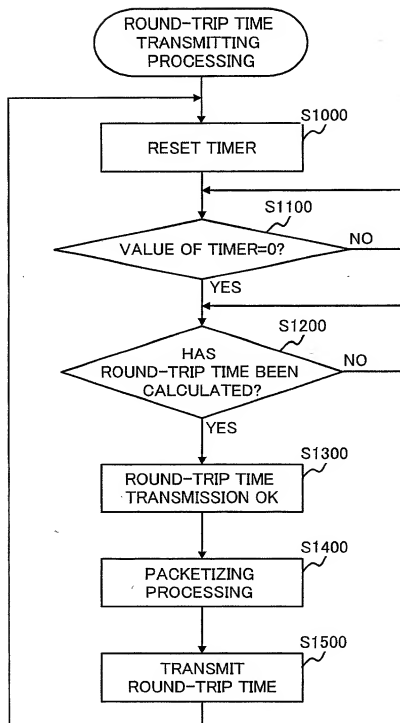 ROUND-TRIP TIME
TRANSMITTING
PROCESSING
S1000
RESET TIMER
S1100
VALUE OF TIMER=0?
NO
YES
S1200
HAS
ROUND-TRIP TIME BEEN
CALCULATED?
NO
YES
S1300
ROUND-TRIP TIME
TRANSMISSION OK
S1400
PACKETIZING
PROCESSING
S1500
TRANSMIT
ROUND-TRIP TIME